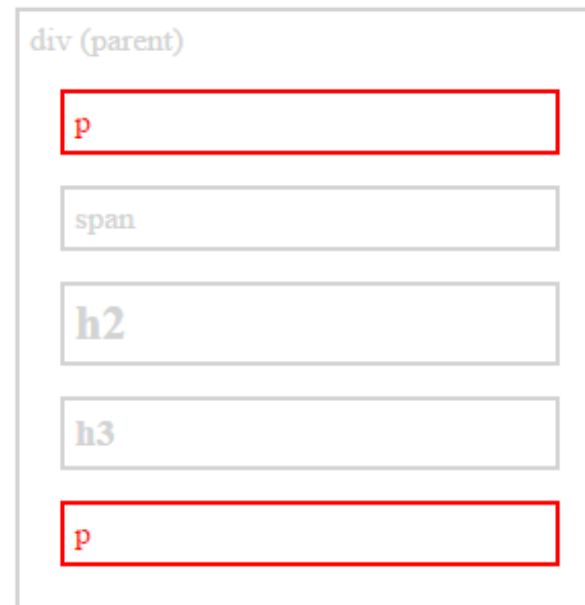 div (parent)
p
span
h2
h3
p